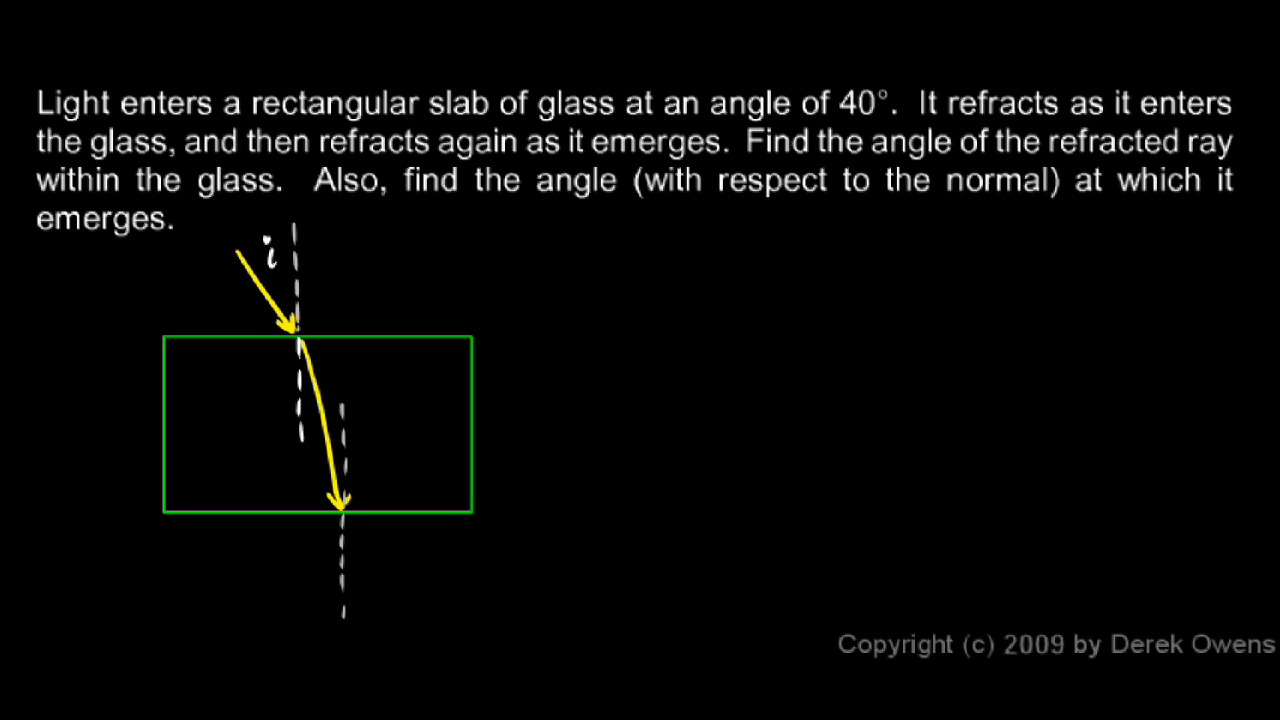 Light enters a rectangular slab of glass at an angle of 40°. It refracts as it enters
the glass, and then refracts again as it emerges. Find the angle of the refracted ray
within the glass. Also, find the angle (with respect to the normal) at which it
emerges.
i
Copyright (c) 2009 by Derek Owens